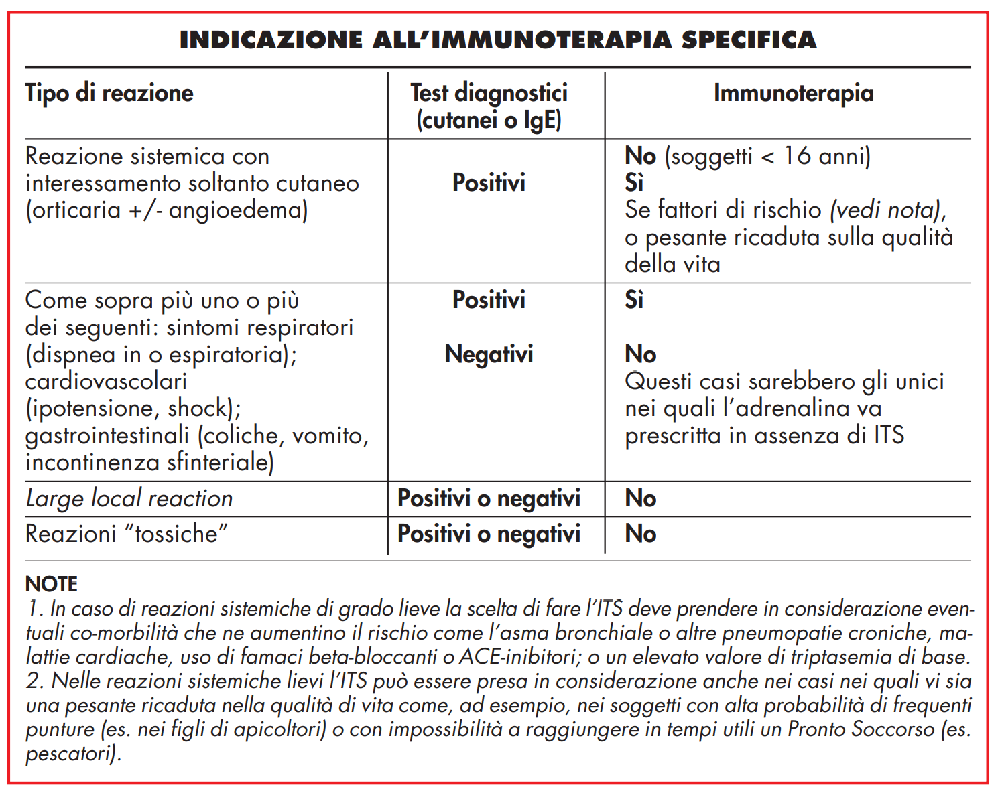 INDICAZIONE ALL’IMMUNOTERAPIA SPECIFICA
Tipo di reazione
Test diagnostici
(cutanei o IgE)
Immunoterapia
Reazione sistemica con
interessamento soltanto cutaneo
(orticaria +/- angioedema)
Positivi
No (soggetti < 16 anni)
Sì
Se fattori di rischio (vedi nota),
o pesante ricaduta sulla qualità
della vita
Come sopra più uno o più
dei seguenti: sintomi respiratori
(dispnea in o espiratoria);
cardiovascolari
(ipotensione, shock);
gastrointestinali (coliche, vomito,
incontinenza sfinteriale)
Positivi
Sì
Negativi
No
Questi casi sarebbero gli unici
nei quali l’adrenalina va
prescritta in assenza di ITS
Large local reaction
Positivi o negativi
No
Reazioni “tossiche”
Positivi o negativi
No
NOTE
1. In caso di reazioni sistemiche di grado lieve la scelta di fare l’ITS deve prendere in considerazione even-
tuali co-morbilità che ne aumentino il rischio come l’asma bronchiale o altre pneumopatie croniche, ma-
lattie cardiache, uso di famaci beta-bloccanti o ACE-inibitori; o un elevato valore di triptasemia di base.
2. Nelle reazioni sistemiche lievi l’ITS può essere presa in considerazione anche nei casi nei quali vi sia
una pesante ricaduta nella qualità di vita come, ad esempio, nei soggetti con alta probabilità di frequenti
punture (es. nei figli di apicoltori) o con impossibilità a raggiungere in tempi utili un Pronto Soccorso (es.
pescatori).